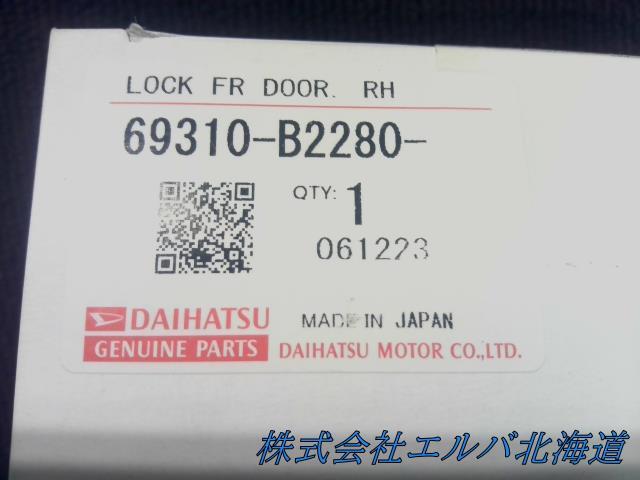 LOCK FR DOOR. RH
69310-B2280-
QTY: 1
061223
DAIHATSU
MADE IN JAPAN
GENUINE PARTS
DAIHATSU MOTOR CO.,LTD.
株式会社エルバ北海道